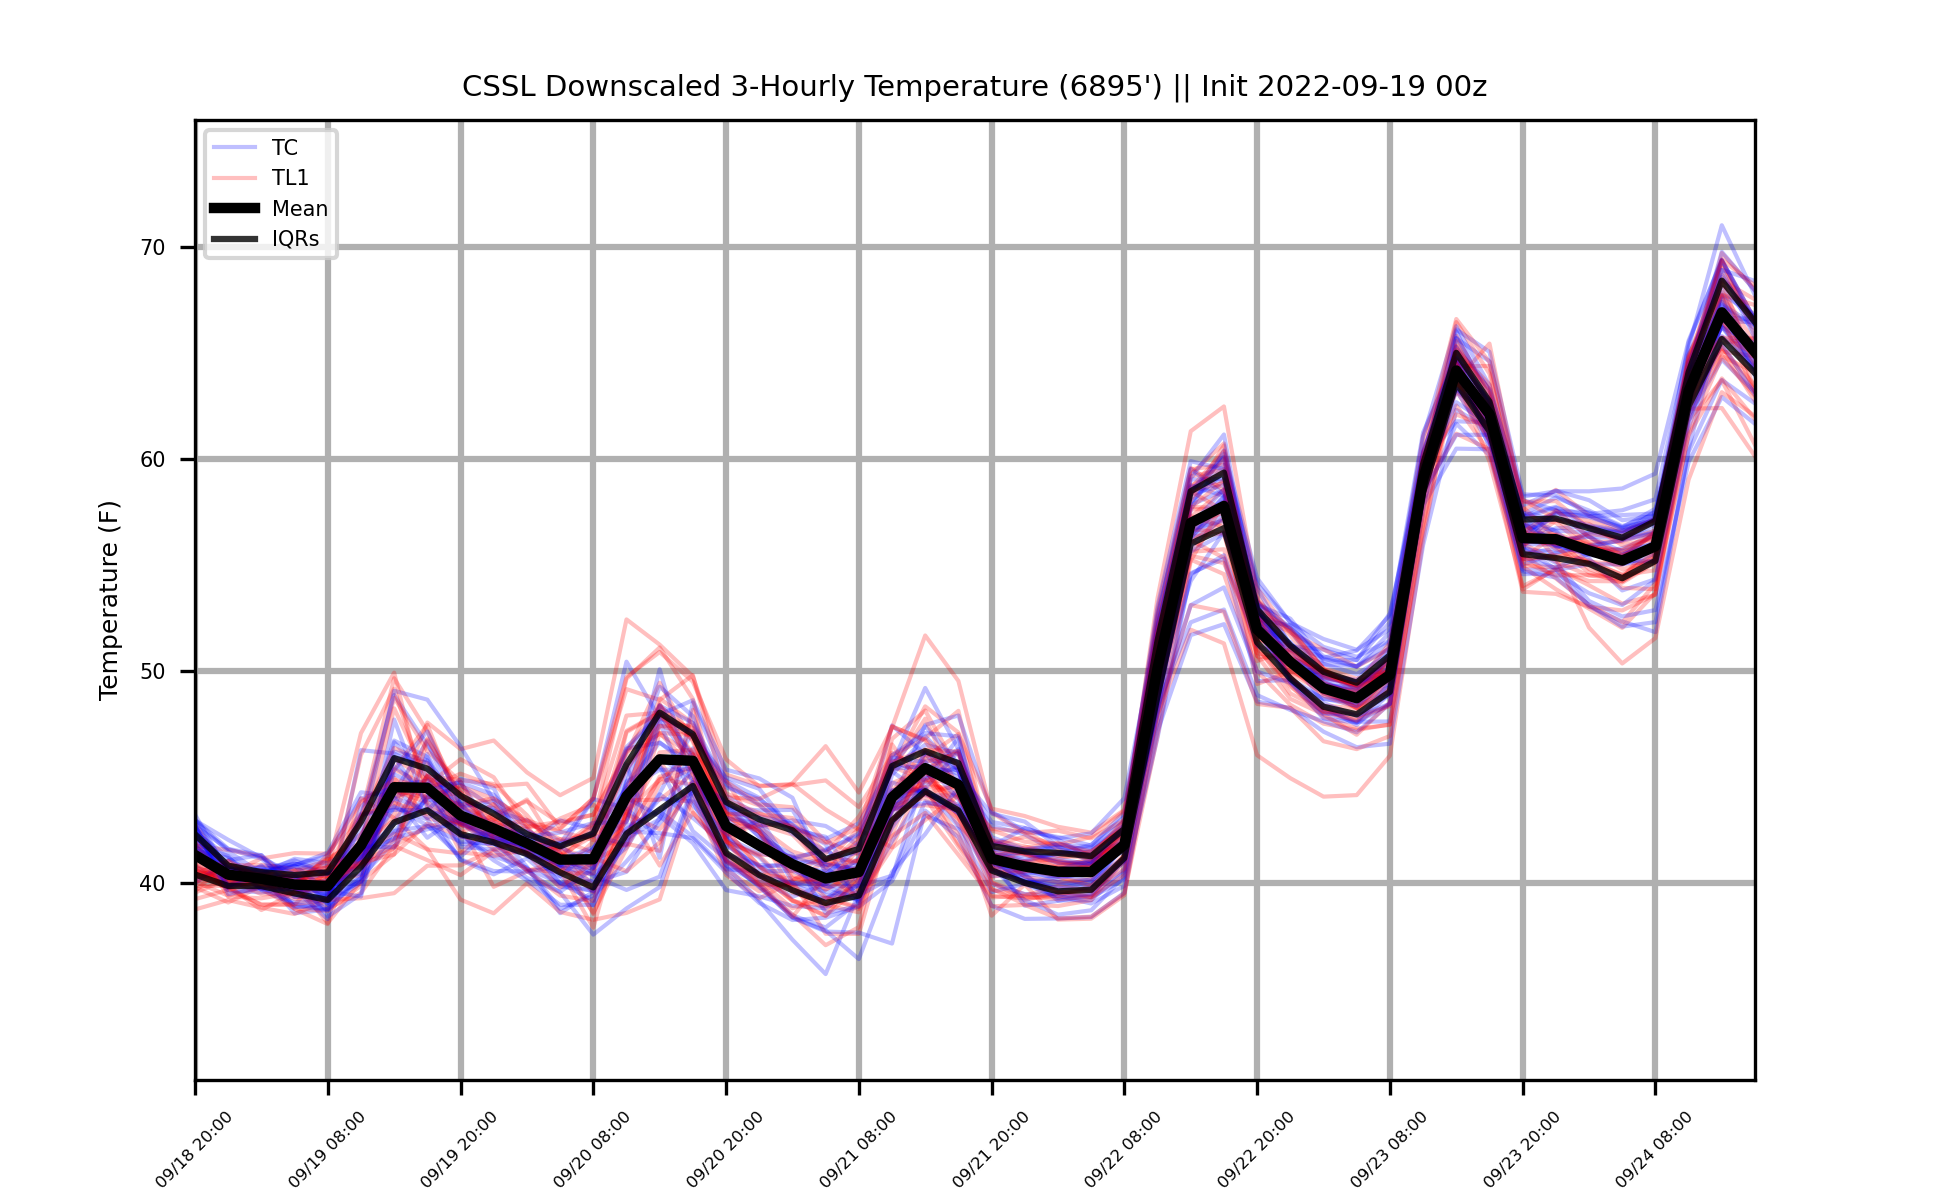 CSSL Downscaled 3-Hourly Temperature (6895') || Init 2022-09-19 00z
TC
TL1
Mean
IQRs
Temperature (F)
70
60
50
40
09/18 20:00
09/19 08:00
09/19 20:00
09/20 08:00
09/20 20:00
09/21 08:00
09/21 20:00
09/22 08:00
09/22 20:00
09/23 08:00
09/23 20:00
09/24 08:00